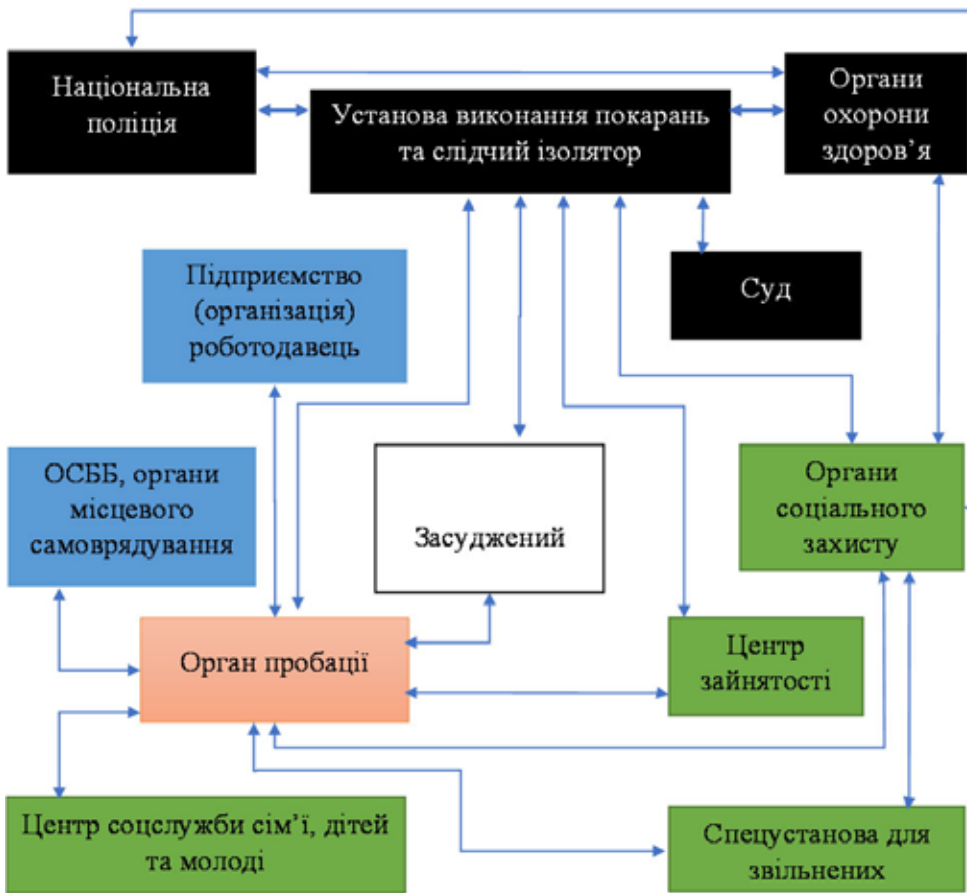 Національна
поліція
Установа виконання покарань
та слідчий ізолятор
Органи
охорони
здоров’я
Підприємство
(організація)
роботодавець
Суд
ОСББ, органи
місцевого
самоврядування
Засуджений
Органи
соціального
захисту
Орган пробації
Центр
зайнятості
Центр соцслужби сім’ї, дітей
та молоді
Спецустанова для
звільнених